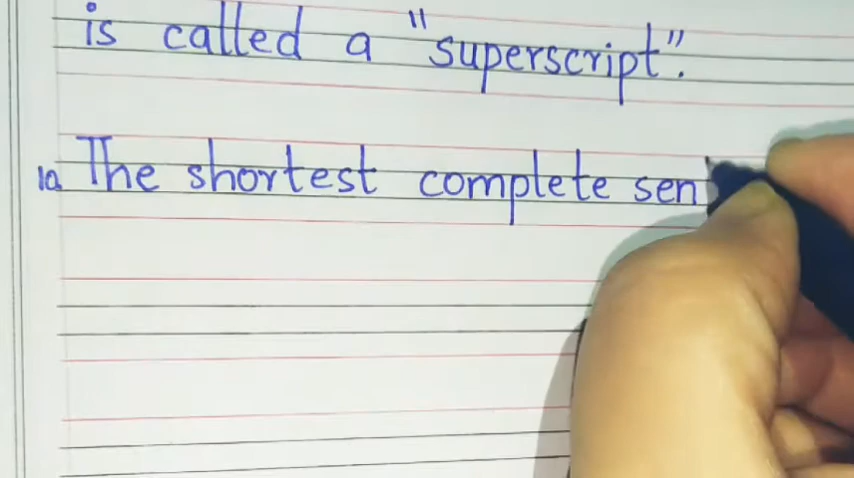 is called a "superscript".
10 The shortest complete sen